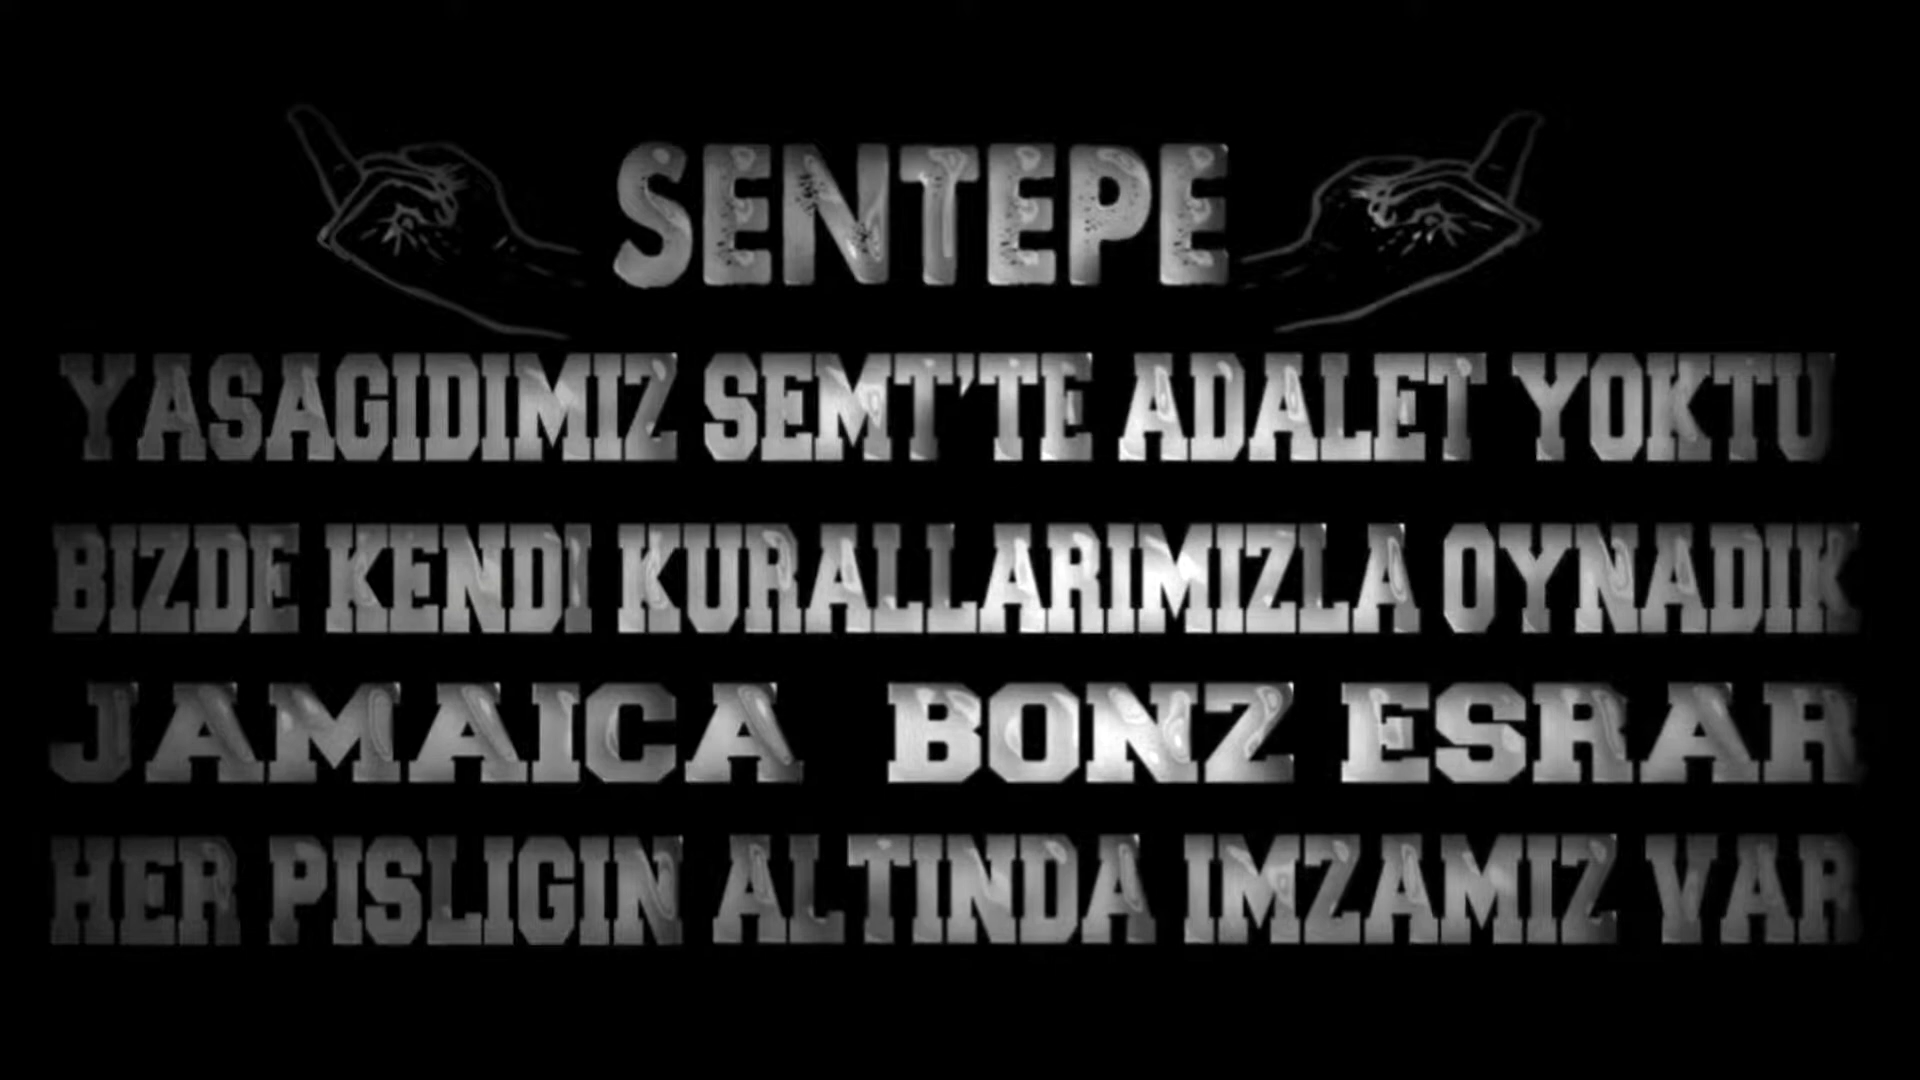 SENTEPE
YASAGIDIMIZ SEMT'TE ADALET YOKTU
BIZDE KENDI KURALLARIMIZLA OYNADIK
JAMAICA BONZ ESRAR
HER PISLIGIN ALTINDA IMZAMIZ VAR